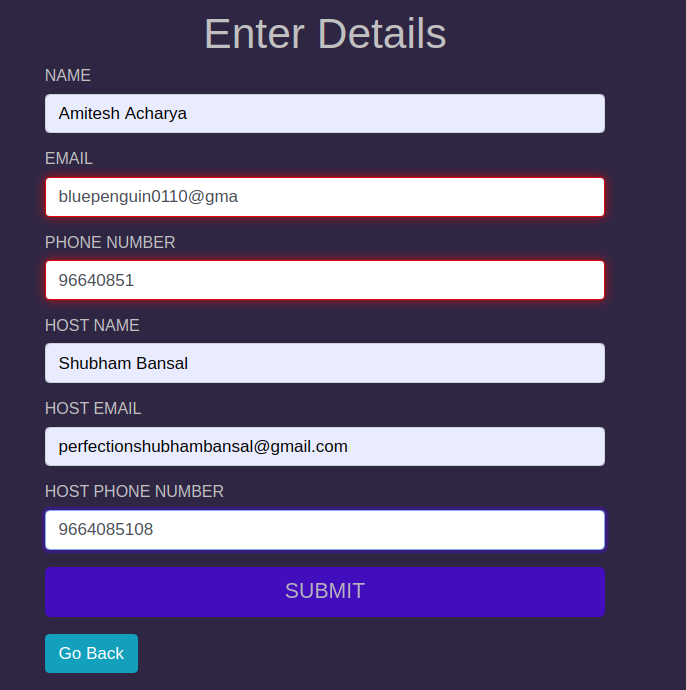 Enter Details
NAME
Amitesh Acharya
EMAIL
bluepenguin0110@gma
PHONE NUMBER
96640851
HOST NAME
Shubham Bansal
HOST EMAIL
perfectionshubhambansal@gmail.com
HOST PHONE NUMBER
9664085108
SUBMIT
Go Back